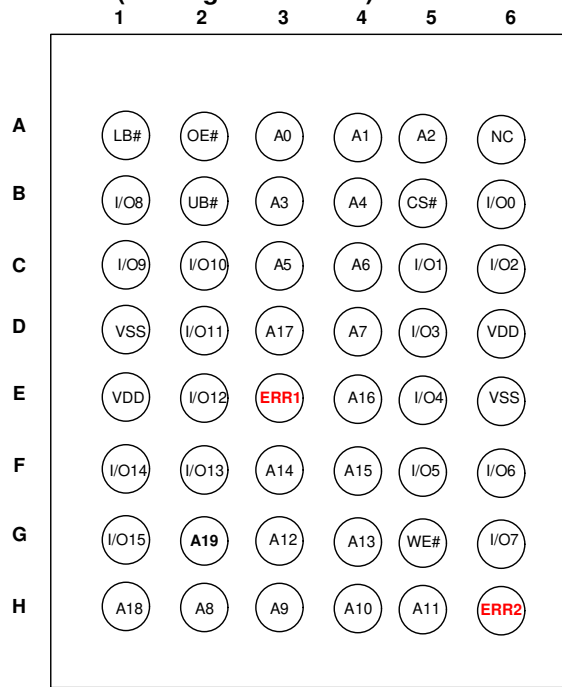 1 2 3 4 5 6
A LB# OE# A0 A1 A2 NC
B I/O8 UB# A3 A4 CS# I/O0
C I/O9 I/O10 A5 A6 I/O1 I/O2
D VSS I/O11 A17 A7 I/O3 VDD
E VDD I/O12 ERR1 A16 I/O4 VSS
F I/O14 I/O13 A14 A15 I/O5 I/O6
G I/O15 A19 A12 A13 WE# I/O7
H A18 A8 A9 A10 A11 ERR2